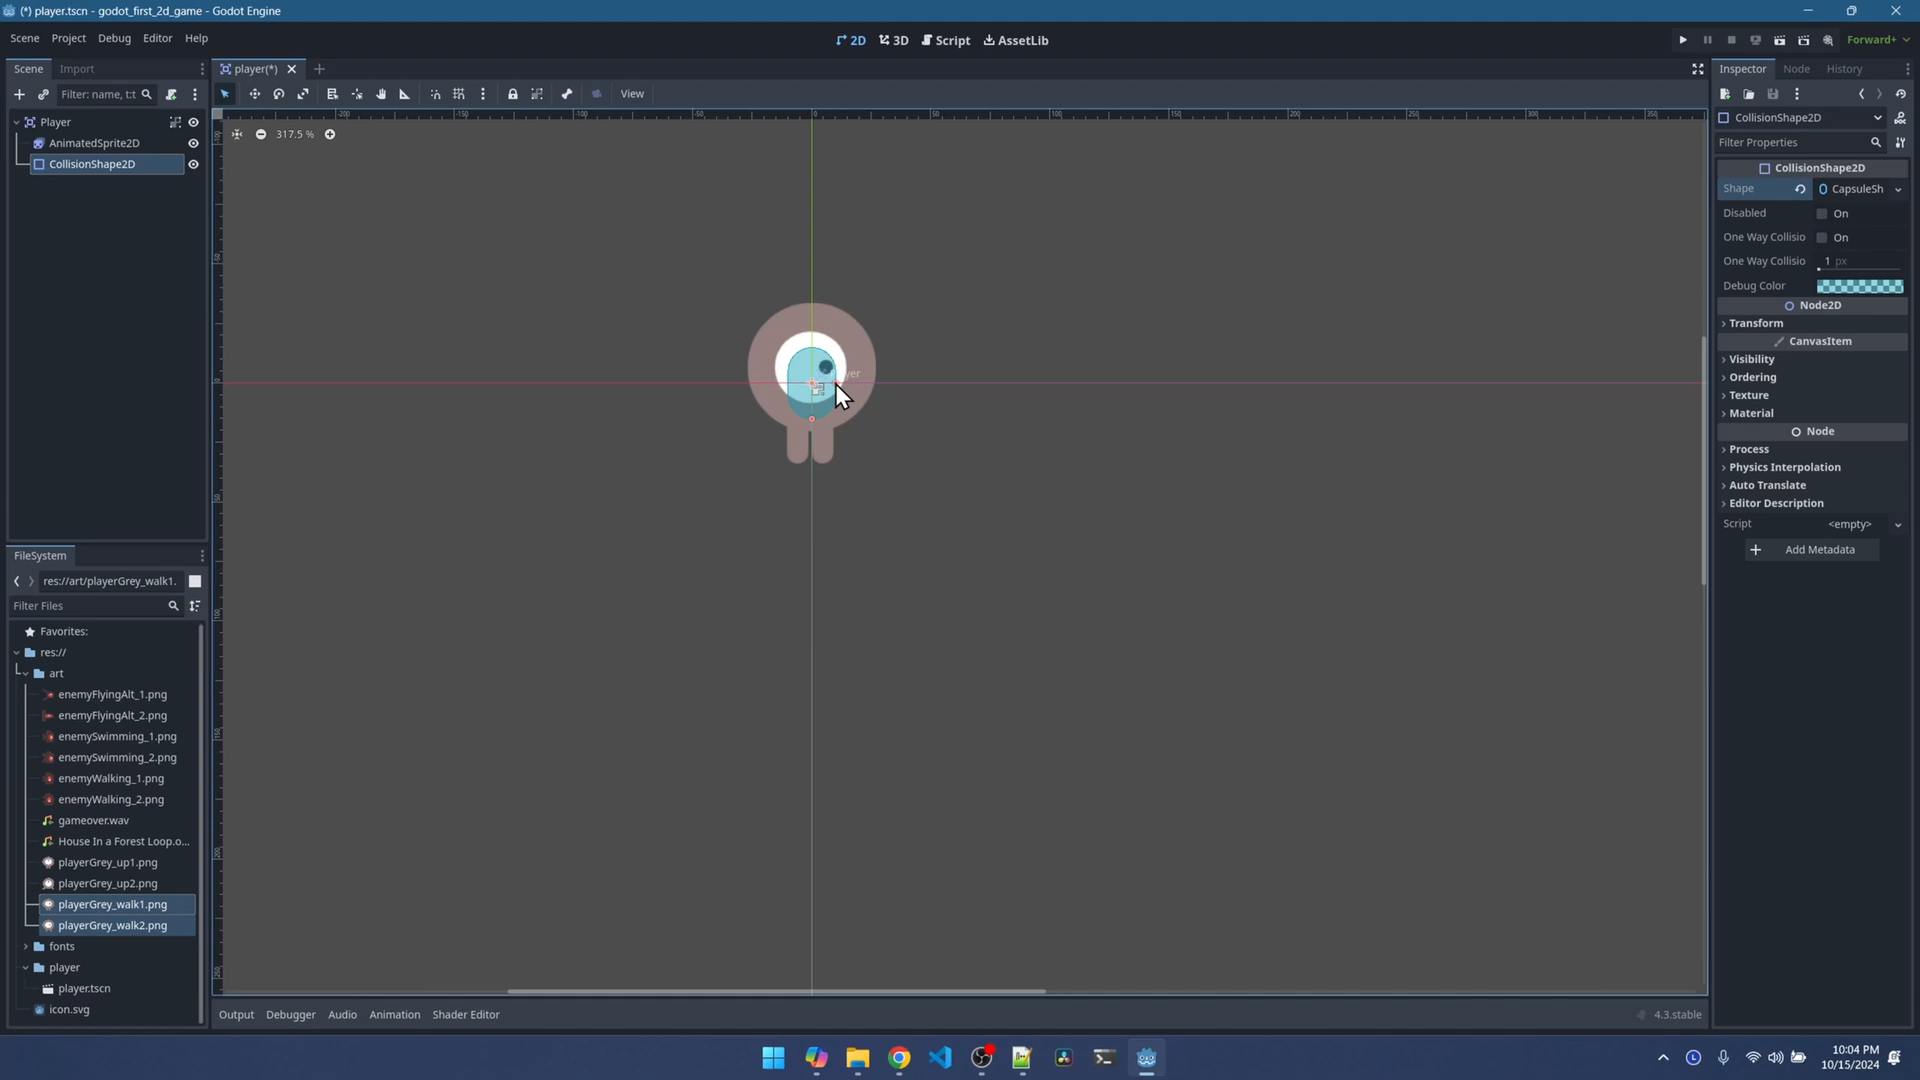 (*) player.tscn - godot_first_2d_game - Godot Engine
Scene Project Debug Editor Help
2D 3D Script AssetLib
Forward+
Scene Import
player(*)
Inspector Node History
Filter: name, t:t
View
Player
AnimatedSprite2D
CollisionShape2D
317.5 %
CollisionShape2D
Filter Properties
CollisionShape2D
Shape CapsuleSh
Disabled On
One Way Collisio On
One Way Collisio 1 px
Debug Color
Node2D
Transform
CanvasItem
Visibility
Ordering
Texture
Material
Node
Process
Physics Interpolation
Auto Translate
Editor Description
Script <empty>
Add Metadata
FileSystem
res://art/playerGrey_walk1.
Filter Files
Favorites:
res://
art
enemyFlyingAlt_1.png
enemyFlyingAlt_2.png
enemySwimming_1.png
enemySwimming_2.png
enemyWalking_1.png
enemyWalking_2.png
gameover.wav
House In a Forest Loop.o...
playerGrey_up1.png
playerGrey_up2.png
playerGrey_walk1.png
playerGrey_walk2.png
fonts
player
player.tscn
icon.svg
Output Debugger Audio Animation Shader Editor
4.3.stable
10:04 PM
10/15/2024